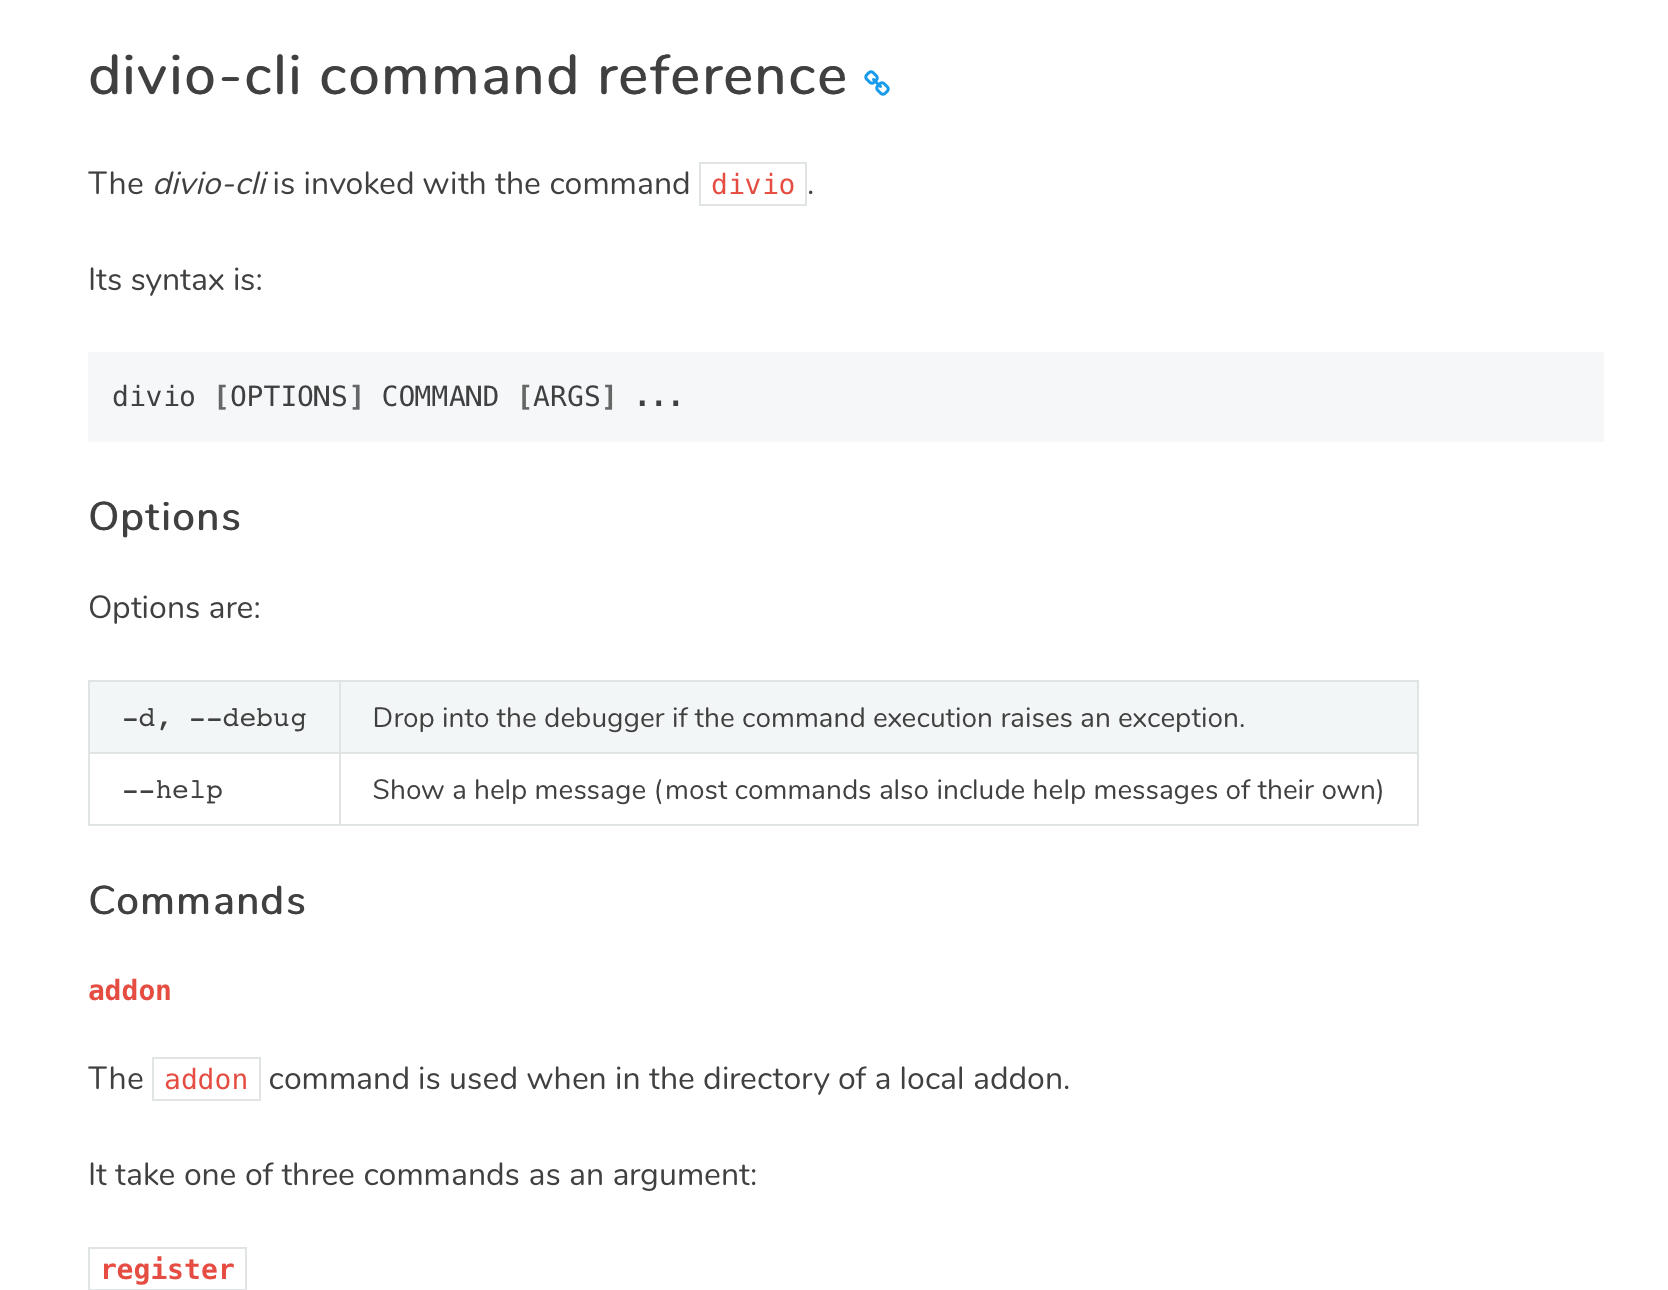 divio-cli command reference
The divio-cli is invoked with the command divio.
Its syntax is:
divio [OPTIONS] COMMAND [ARGS] ...
Options
Options are:
-d, --debug Drop into the debugger if the command execution raises an exception.
--help Show a help message (most commands also include help messages of their own)
Commands
addon
The addon command is used when in the directory of a local addon.
It take one of three commands as an argument:
register